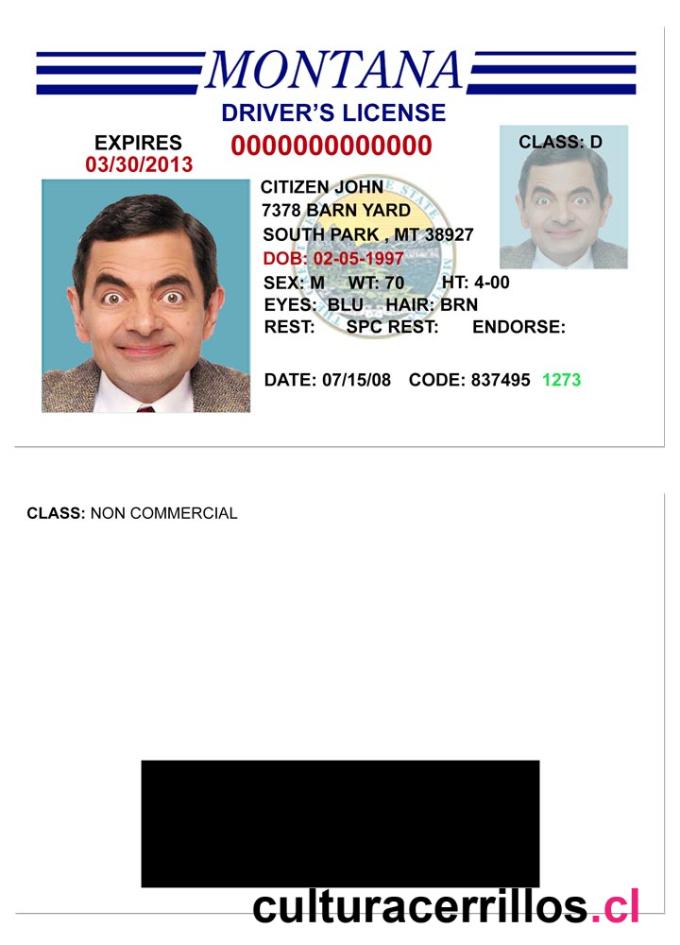 MONTANA
DRIVER'S LICENSE
EXPIRES
03/30/2013
0000000000000
CLASS: D
CITIZEN JOHN
7378 BARN YARD
SOUTH PARK , MT 38927
DOB: 02-05-1997
SEX: M WT: 70 HT: 4-00
EYES: BLU HAIR: BRN
REST: SPC REST: ENDORSE:
DATE: 07/15/08 CODE: 837495 1273
CLASS: NON COMMERCIAL
culturacerrillos.cl